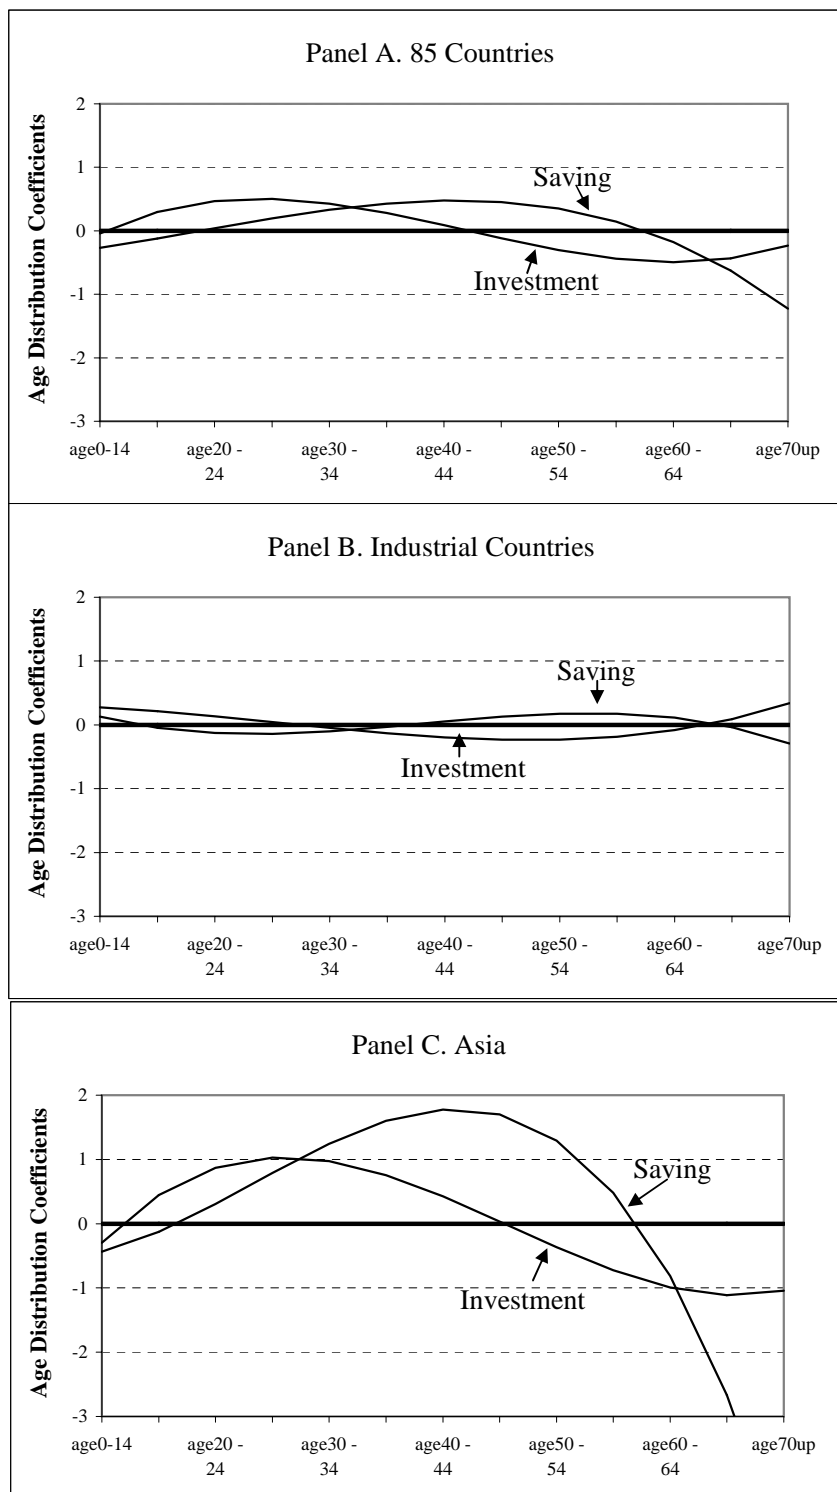 Panel A. 85 Countries
Age Distribution Coefficients
2
1
0
-1
-2
-3
Saving
Investment
age0-14 age20 - 24 age30 - 34 age40 - 44 age50 - 54 age60 - 64 age70up
Panel B. Industrial Countries
Age Distribution Coefficients
2
1
0
-1
-2
-3
Saving
Investment
age0-14 age20 - 24 age30 - 34 age40 - 44 age50 - 54 age60 - 64 age70up
Panel C. Asia
Age Distribution Coefficients
2
1
0
-1
-2
-3
Saving
Investment
age0-14 age20 - 24 age30 - 34 age40 - 44 age50 - 54 age60 - 64 age70up